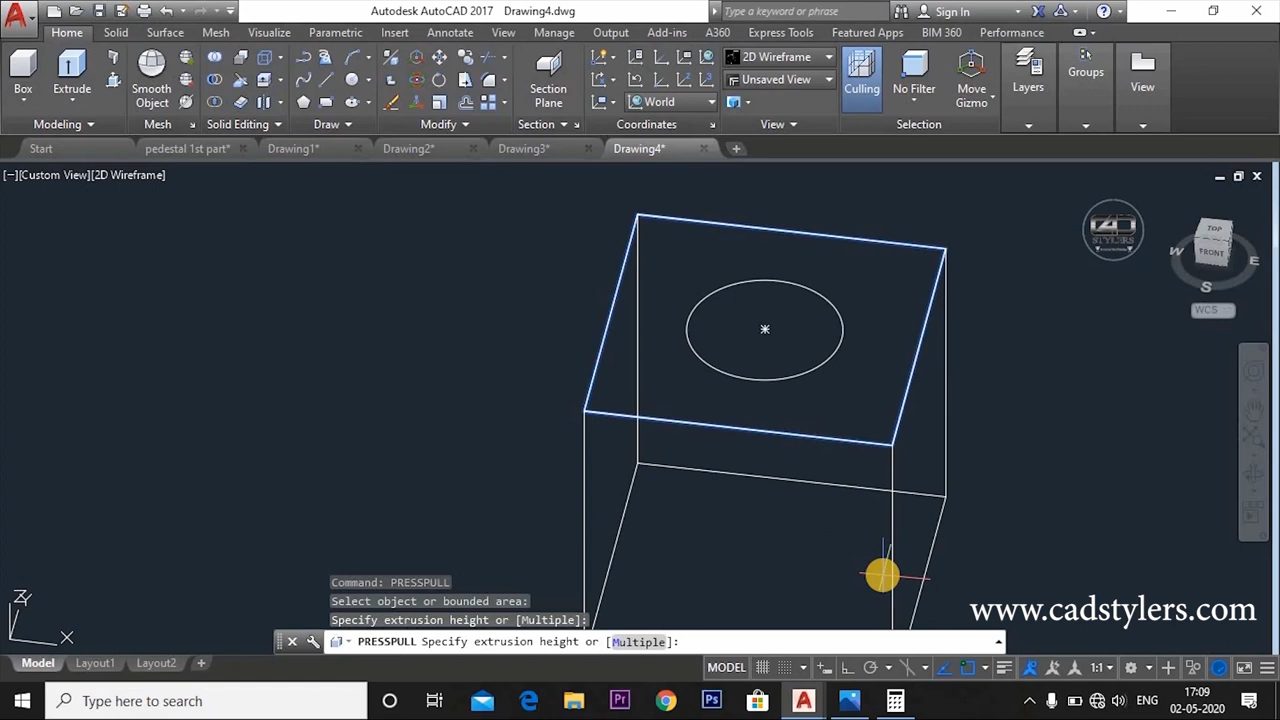 Autodesk AutoCAD 2017 Drawing4.dwg
Type a keyword or phrase
Sign In
Home Solid Surface Mesh Visualize Parametric Insert Annotate View Manage Output Add-ins A360 Express Tools Featured Apps BIM 360 Performance
2D Wireframe
Unsaved View
World
Box Extrude Smooth Object Section Plane Culling No Filter Move Gizmo Layers Groups View
Modeling Mesh Solid Editing Draw Modify Section Coordinates View Selection
Start pedestal 1st part* Drawing1* Drawing2* Drawing3* Drawing4*
[−][Custom View][2D Wireframe]
STYLERS
TOP
FRONT
W E
S
WCS
Z
X
Command: PRESSPULL
Select object or bounded area:
Specify extrusion height or [Multiple]:
PRESSPULL Specify extrusion height or [Multiple]:
www.cadstylers.com
Model Layout1 Layout2 MODEL 1:1
Type here to search
Pr Ps
ENG
17:09
02-05-2020